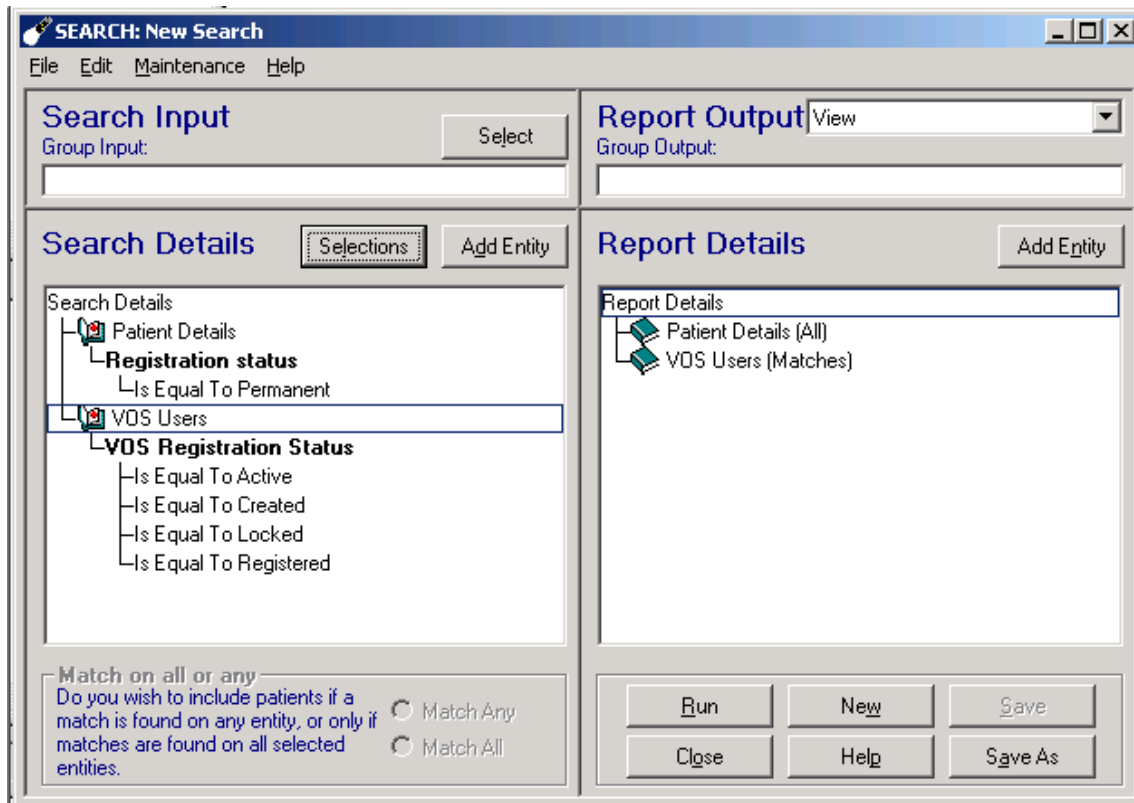 SEARCH: New Search
File Edit Maintenance Help
Search Input
Select
Group Input:
Report Output View
Group Output:
Search Details Selections Add Entity
Search Details
Patient Details
Registration status
Is Equal To Permanent
VOS Users
VOS Registration Status
Is Equal To Active
Is Equal To Created
Is Equal To Locked
Is Equal To Registered
Match on all or any
Do you wish to include patients if a
match is found on any entity, or only if
matches are found on all selected
entities.
Match Any
Match All
Report Details Add Entity
Report Details
Patient Details (All)
VOS Users (Matches)
Run New Save
Close Help Save As